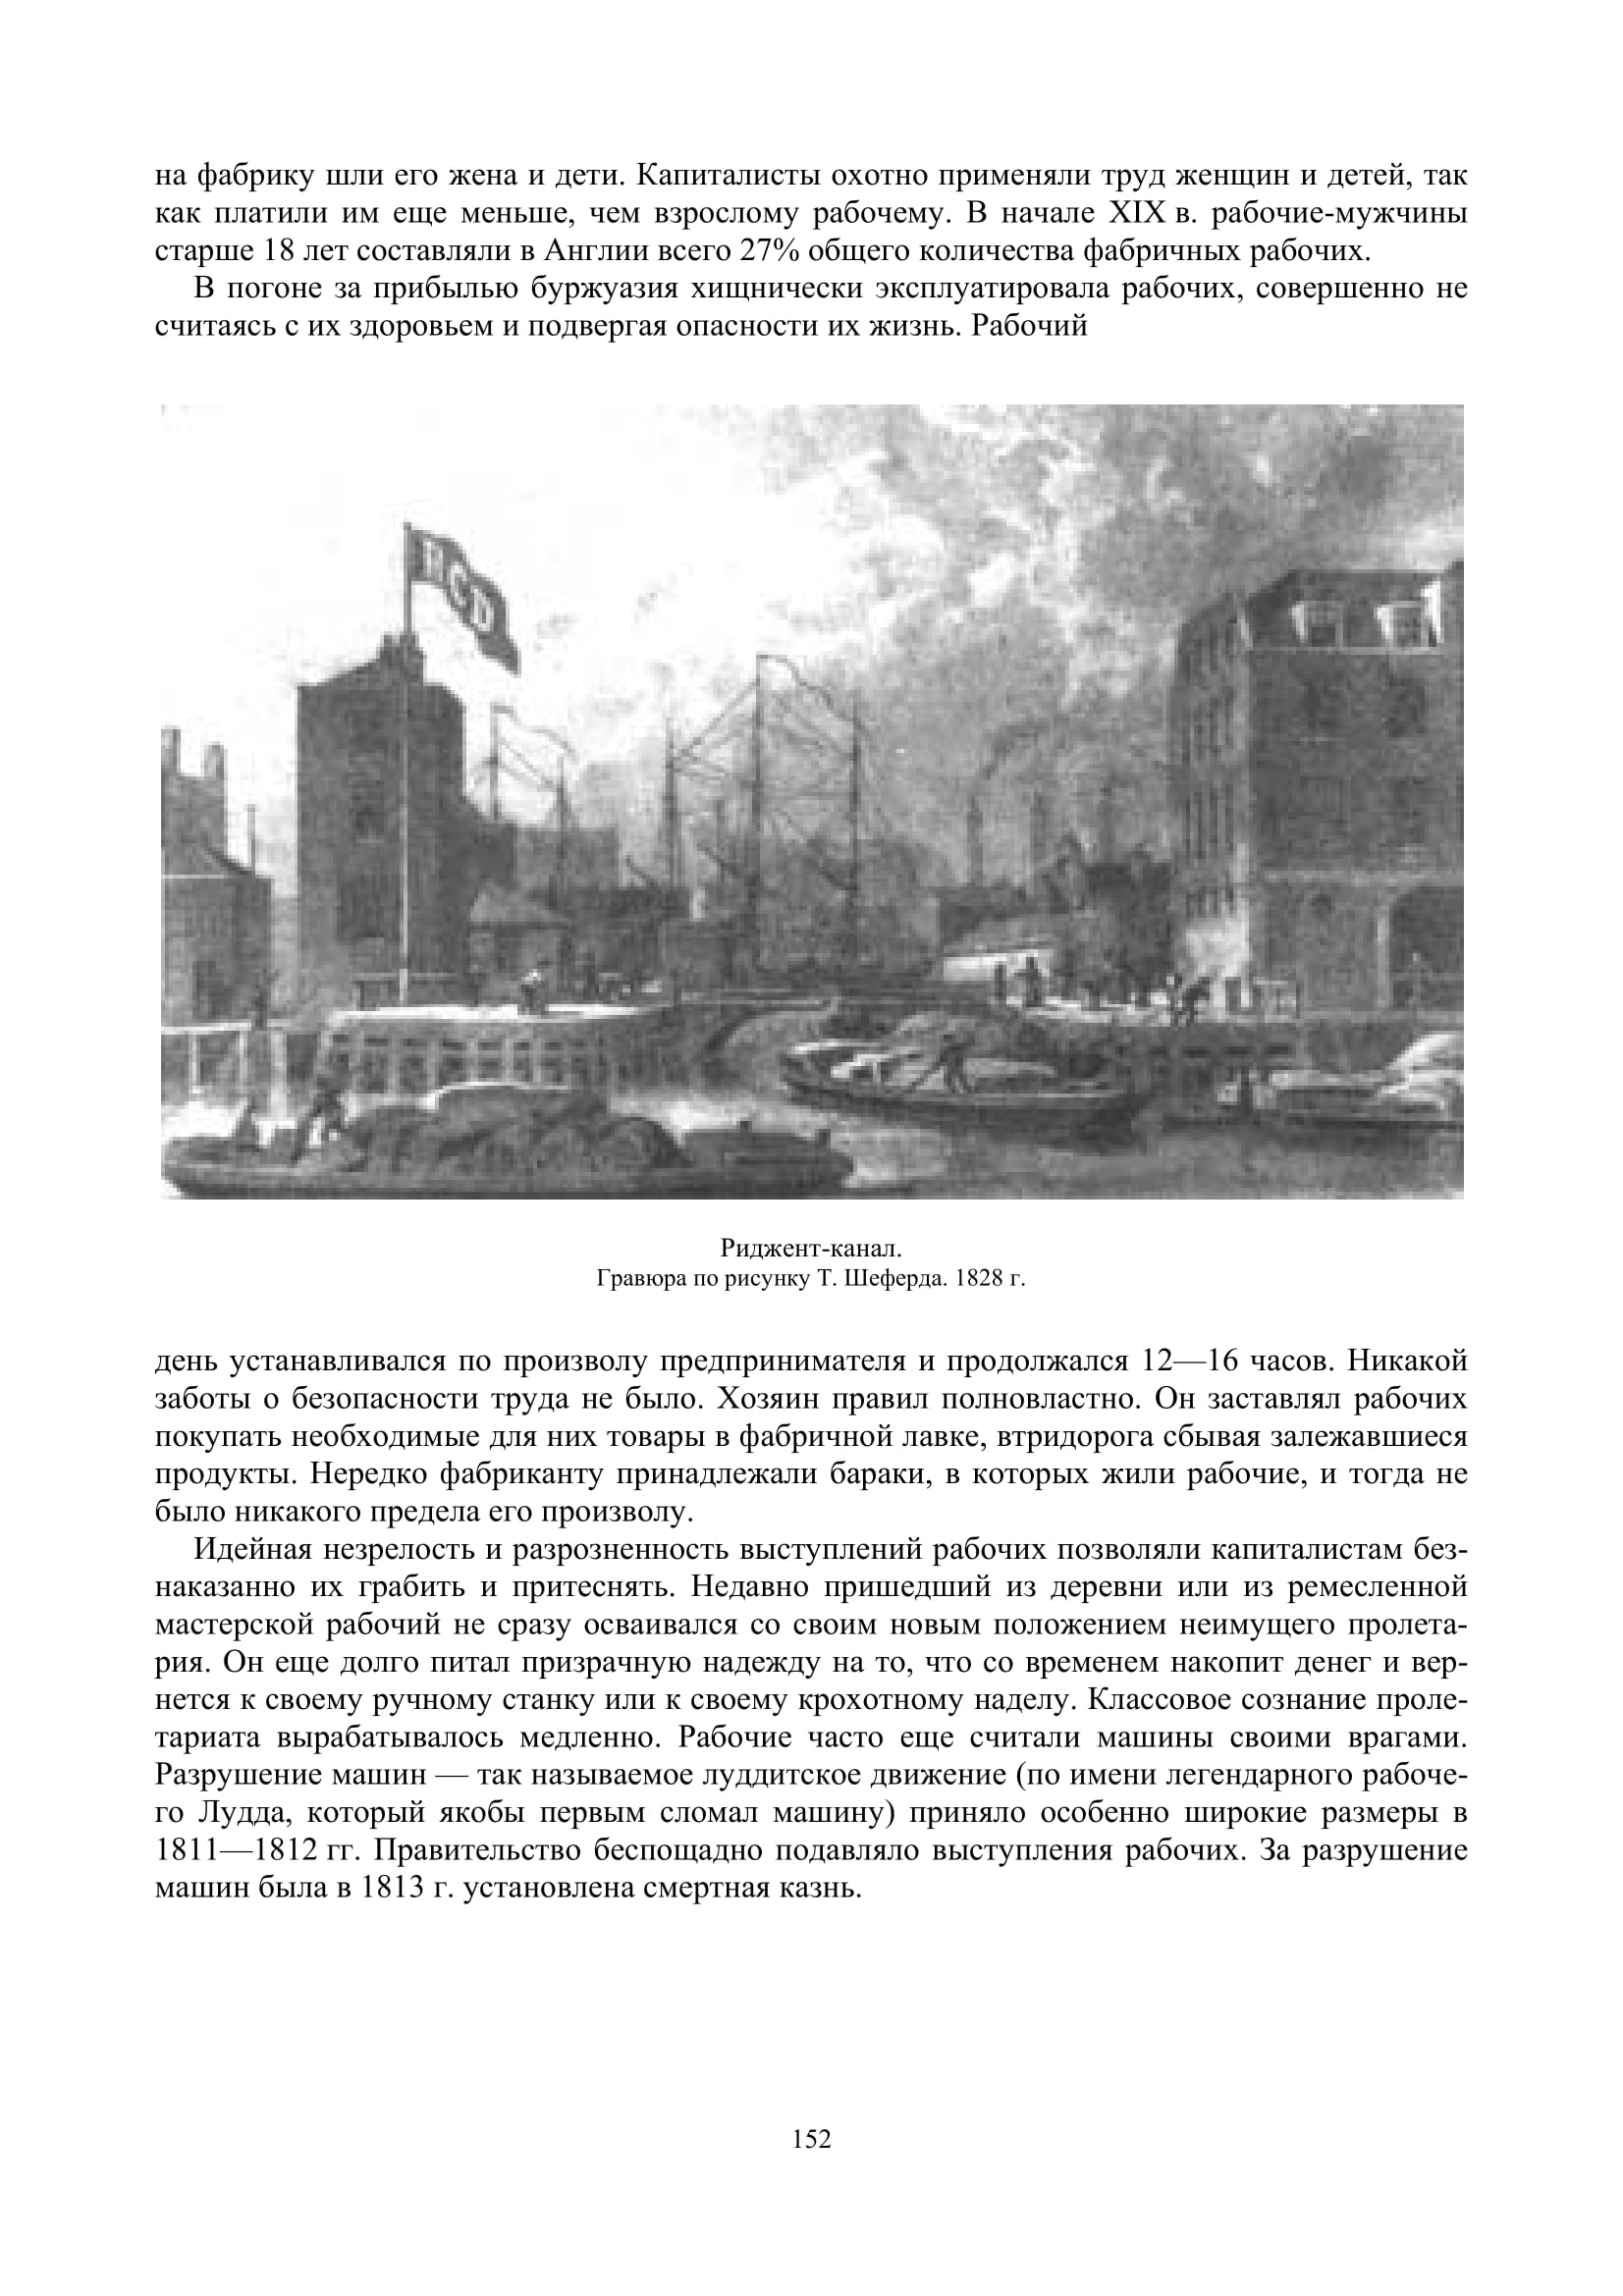 на фабрику шли его жена и дети. Капиталисты охотно применяли труд женщин и детей, так
как платили им еще меньше, чем взрослому рабочему. В начале XIX в. рабочие-мужчины
старше 18 лет составляли в Англии всего 27% общего количества фабричных рабочих.
В погоне за прибылью буржуазия хищнически эксплуатировала рабочих, совершенно не
считаясь с их здоровьем и подвергая опасности их жизнь. Рабочий
Риджент-канал.
Гравюра по рисунку Т. Шеферда. 1828 г.
день устанавливался по произволу предпринимателя и продолжался 12—16 часов. Никакой
заботы о безопасности труда не было. Хозяин правил полновластно. Он заставлял рабочих
покупать необходимые для них товары в фабричной лавке, втридорога сбывая залежавшиеся
продукты. Нередко фабриканту принадлежали бараки, в которых жили рабочие, и тогда не
было никакого предела его произволу.
Идейная незрелость и разрозненность выступлений рабочих позволяли капиталистам без-
наказанно их грабить и притеснять. Недавно пришедший из деревни или из ремесленной
мастерской рабочий не сразу осваивался со своим новым положением неимущего пролета-
рия. Он еще долго питал призрачную надежду на то, что со временем накопит денег и вер-
нется к своему ручному станку или к своему крохотному наделу. Классовое сознание проле-
тариата вырабатывалось медленно. Рабочие часто еще считали машины своими врагами.
Разрушение машин — так называемое луддитское движение (по имени легендарного рабоче-
го Лудда, который якобы первым сломал машину) приняло особенно широкие размеры в
1811—1812 гг. Правительство беспощадно подавляло выступления рабочих. За разрушение
машин была в 1813 г. установлена смертная казнь.
152